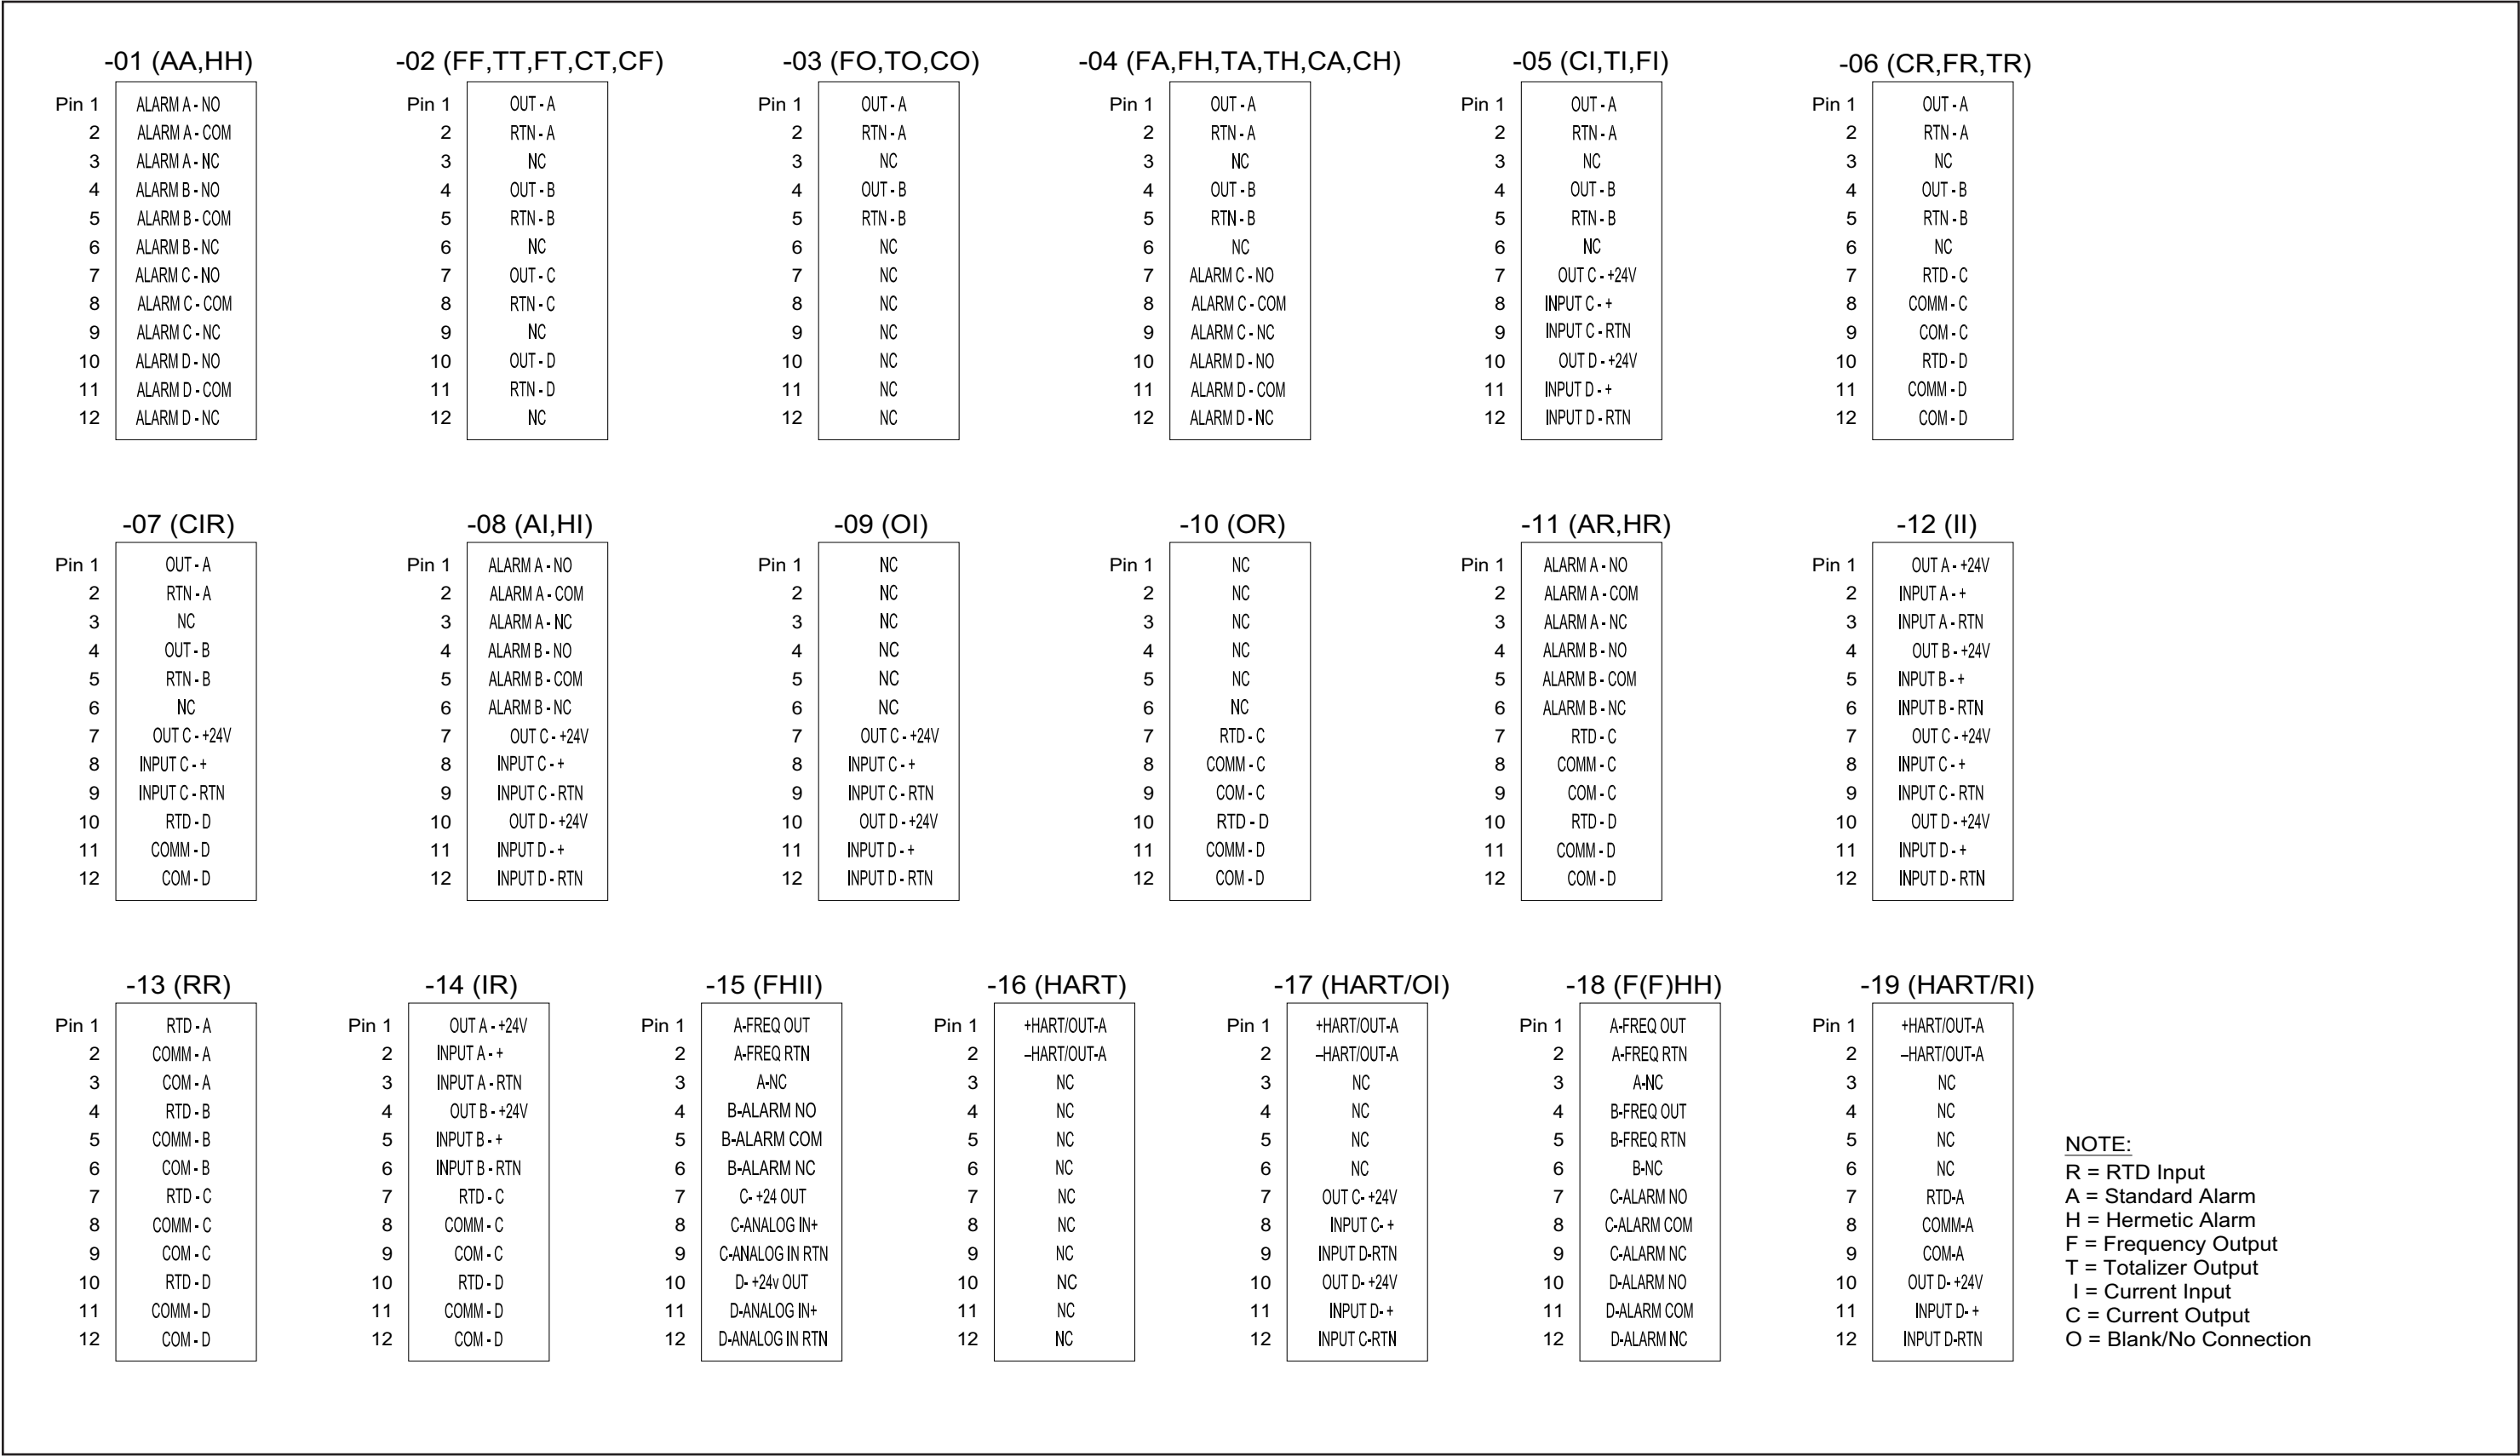 -01 (AA,HH)
Pin 1 ALARM A - NO
2 ALARM A - COM
3 ALARM A - NC
4 ALARM B - NO
5 ALARM B - COM
6 ALARM B - NC
7 ALARM C - NO
8 ALARM C - COM
9 ALARM C - NC
10 ALARM D - NO
11 ALARM D - COM
12 ALARM D - NC
-02 (FF,TT,FT,CT,CF)
Pin 1 OUT - A
2 RTN - A
3 NC
4 OUT - B
5 RTN - B
6 NC
7 OUT - C
8 RTN - C
9 NC
10 OUT - D
11 RTN - D
12 NC
-03 (FO,TO,CO)
Pin 1 OUT - A
2 RTN - A
3 NC
4 OUT - B
5 RTN - B
6 NC
7 NC
8 NC
9 NC
10 NC
11 NC
12 NC
-04 (FA,FH,TA,TH,CA,CH)
Pin 1 OUT - A
2 RTN - A
3 NC
4 OUT - B
5 RTN - B
6 NC
7 ALARM C - NO
8 ALARM C - COM
9 ALARM C - NC
10 ALARM D - NO
11 ALARM D - COM
12 ALARM D - NC
-05 (CI,TI,FI)
Pin 1 OUT - A
2 RTN - A
3 NC
4 OUT - B
5 RTN - B
6 NC
7 OUT C - +24V
8 INPUT C - +
9 INPUT C - RTN
10 OUT D - +24V
11 INPUT D - +
12 INPUT D - RTN
-06 (CR,FR,TR)
Pin 1 OUT - A
2 RTN - A
3 NC
4 OUT - B
5 RTN - B
6 NC
7 RTD - C
8 COMM - C
9 COM - C
10 RTD - D
11 COMM - D
12 COM - D
-07 (CIR)
Pin 1 OUT - A
2 RTN - A
3 NC
4 OUT - B
5 RTN - B
6 NC
7 OUT C - +24V
8 INPUT C - +
9 INPUT C - RTN
10 RTD - D
11 COMM - D
12 COM - D
-08 (AI,HI)
Pin 1 ALARM A - NO
2 ALARM A - COM
3 ALARM A - NC
4 ALARM B - NO
5 ALARM B - COM
6 ALARM B - NC
7 OUT C - +24V
8 INPUT C - +
9 INPUT C - RTN
10 OUT D - +24V
11 INPUT D - +
12 INPUT D - RTN
-09 (OI)
Pin 1 NC
2 NC
3 NC
4 NC
5 NC
6 NC
7 OUT C - +24V
8 INPUT C - +
9 INPUT C - RTN
10 OUT D - +24V
11 INPUT D - +
12 INPUT D - RTN
-10 (OR)
Pin 1 NC
2 NC
3 NC
4 NC
5 NC
6 NC
7 RTD - C
8 COMM - C
9 COM - C
10 RTD - D
11 COMM - D
12 COM - D
-11 (AR,HR)
Pin 1 ALARM A - NO
2 ALARM A - COM
3 ALARM A - NC
4 ALARM B - NO
5 ALARM B - COM
6 ALARM B - NC
7 RTD - C
8 COMM - C
9 COM - C
10 RTD - D
11 COMM - D
12 COM - D
-12 (II)
Pin 1 OUT A - +24V
2 INPUT A - +
3 INPUT A - RTN
4 OUT B - +24V
5 INPUT B - +
6 INPUT B - RTN
7 OUT C - +24V
8 INPUT C - +
9 INPUT C - RTN
10 OUT D - +24V
11 INPUT D - +
12 INPUT D - RTN
-13 (RR)
Pin 1 RTD - A
2 COMM - A
3 COM - A
4 RTD - B
5 COMM - B
6 COM - B
7 RTD - C
8 COMM - C
9 COM - C
10 RTD - D
11 COMM - D
12 COM - D
-14 (IR)
Pin 1 OUT A - +24V
2 INPUT A - +
3 INPUT A - RTN
4 OUT B - +24V
5 INPUT B - +
6 INPUT B - RTN
7 RTD - C
8 COMM - C
9 COM - C
10 RTD - D
11 COMM - D
12 COM - D
-15 (FHII)
Pin 1 A-FREQ OUT
2 A-FREQ RTN
3 A-NC
4 B-ALARM NO
5 B-ALARM COM
6 B-ALARM NC
7 C- +24 OUT
8 C-ANALOG IN+
9 C-ANALOG IN RTN
10 D- +24v OUT
11 D-ANALOG IN+
12 D-ANALOG IN RTN
-16 (HART)
Pin 1 +HART/OUT-A
2 –HART/OUT-A
3 NC
4 NC
5 NC
6 NC
7 NC
8 NC
9 NC
10 NC
11 NC
12 NC
-17 (HART/OI)
Pin 1 +HART/OUT-A
2 –HART/OUT-A
3 NC
4 NC
5 NC
6 NC
7 OUT C- +24V
8 INPUT C- +
9 INPUT D-RTN
10 OUT D- +24V
11 INPUT D- +
12 INPUT C-RTN
-18 (F(F)HH)
Pin 1 A-FREQ OUT
2 A-FREQ RTN
3 A-NC
4 B-FREQ OUT
5 B-FREQ RTN
6 B-NC
7 C-ALARM NO
8 C-ALARM COM
9 C-ALARM NC
10 D-ALARM NO
11 D-ALARM COM
12 D-ALARM NC
-19 (HART/RI)
Pin 1 +HART/OUT-A
2 –HART/OUT-A
3 NC
4 NC
5 NC
6 NC
7 RTD-A
8 COMM-A
9 COM-A
10 OUT D- +24V
11 INPUT D- +
12 INPUT D-RTN
NOTE:
R = RTD Input
A = Standard Alarm
H = Hermetic Alarm
F = Frequency Output
T = Totalizer Output
I = Current Input
C = Current Output
O = Blank/No Connection